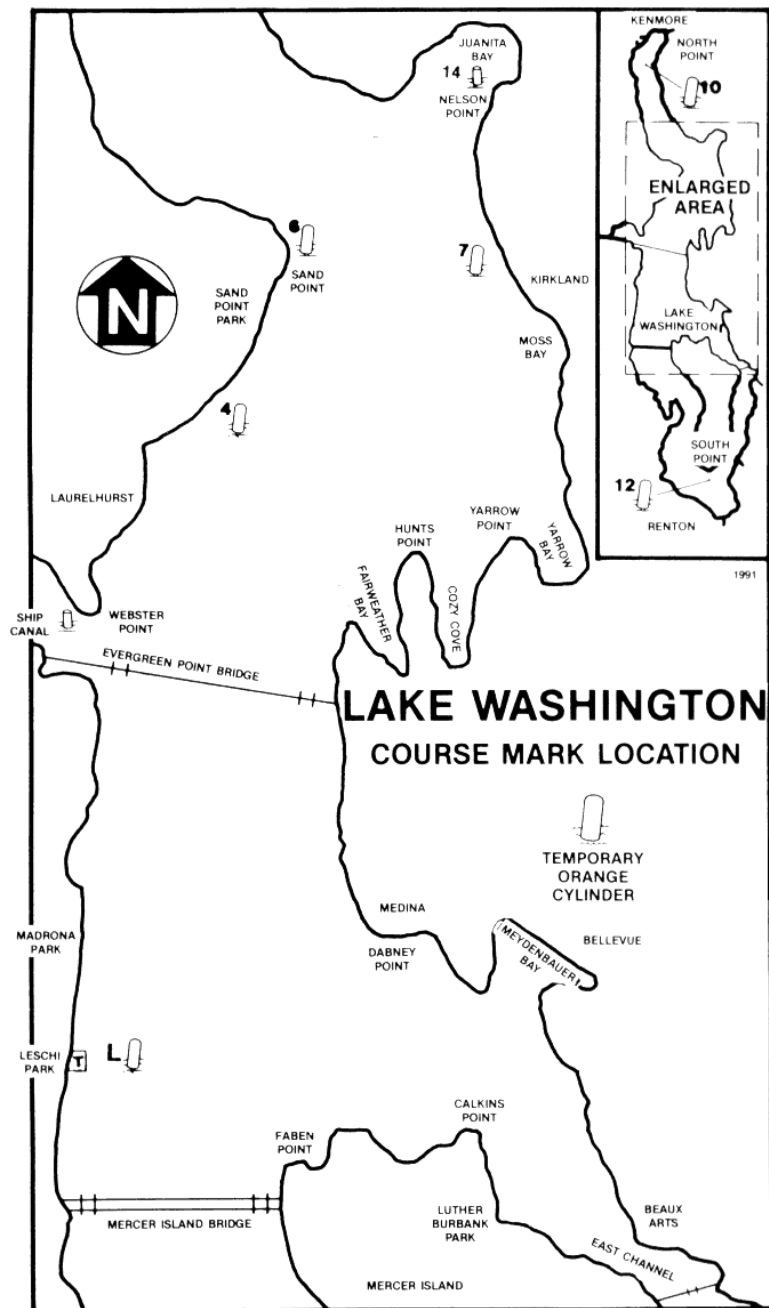 JUANITA
BAY
14
NELSON
POINT
KENMORE
NORTH
POINT
10
ENLARGED
AREA
LAKE
WASHINGTON
SOUTH
POINT
12
RENTON
1991
6
SAND
POINT
7
KIRKLAND
N
SAND
POINT
PARK
MOSS
BAY
4
LAURELHURST
HUNTS
POINT
YARROW
POINT
YARROW
BAY
FAIRWEATHER
BAY
COZY COVE
SHIP
CANAL
WEBSTER
POINT
EVERGREEN POINT BRIDGE
LAKE WASHINGTON
COURSE MARK LOCATION
TEMPORARY
ORANGE
CYLINDER
MEDINA
MADRONA
PARK
DABNEY
POINT
MEYDENBAUER
BAY
BELLEVUE
LESCHI
PARK
T
L
CALKINS
POINT
FABEN
POINT
MERCER ISLAND BRIDGE
LUTHER
BURBANK
PARK
BEAUX
ARTS
EAST CHANNEL
MERCER ISLAND